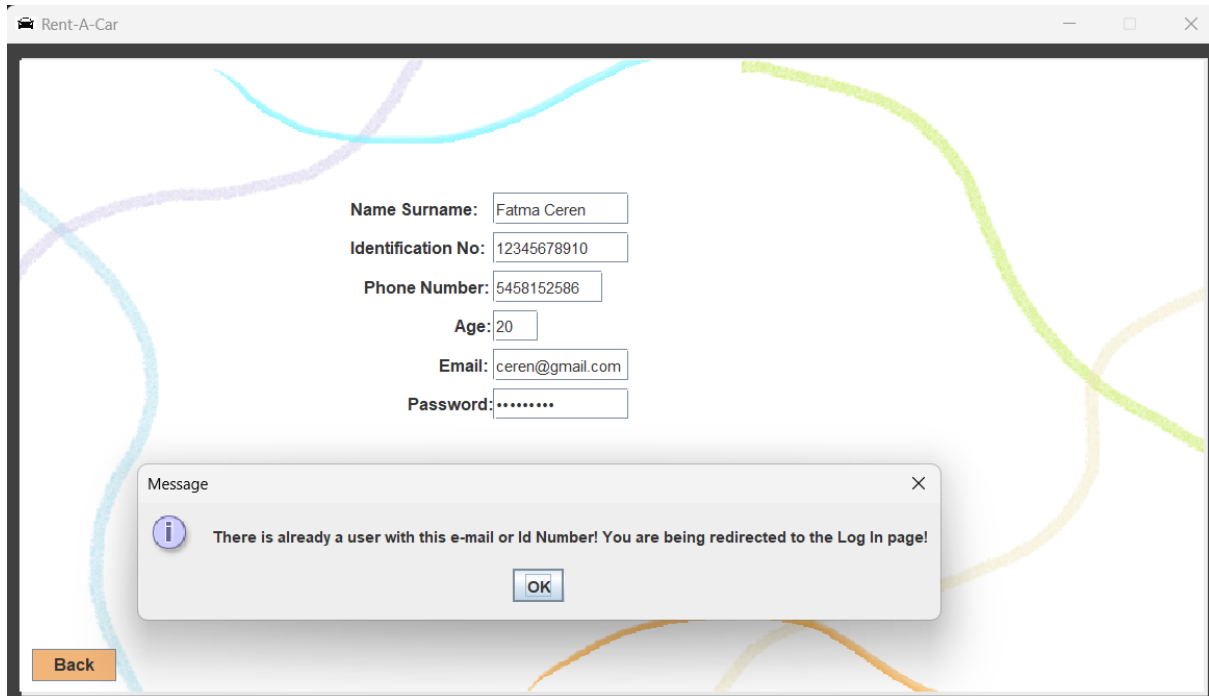 Rent-A-Car
Name Surname: Fatma Ceren
Identification No: 12345678910
Phone Number: 5458152586
Age: 20
Email: ceren@gmail.com
Password: •••••••••
Message
There is already a user with this e-mail or Id Number! You are being redirected to the Log In page!
OK
Back